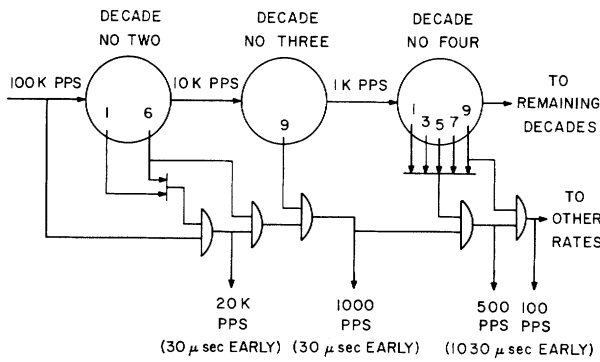 DECADE
NO TWO
DECADE
NO THREE
DECADE
NO FOUR
100K PPS
10K PPS
1K PPS
1 6
9
1 3 5 7 9
TO
REMAINING
DECADES
TO
OTHER
RATES
20K
PPS
(30 μ sec EARLY)
1000
PPS
(30 μ sec EARLY)
500
PPS
100
PPS
(1030 μ sec EARLY)